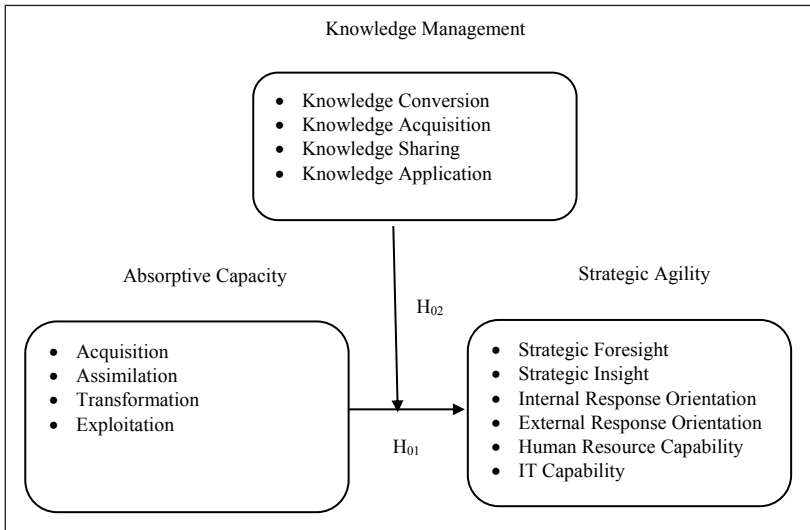 Knowledge Management
• Knowledge Conversion
• Knowledge Acquisition
• Knowledge Sharing
• Knowledge Application
Absorptive Capacity
Strategic Agility
H02
• Acquisition
• Assimilation
• Transformation
• Exploitation
• Strategic Foresight
• Strategic Insight
• Internal Response Orientation
• External Response Orientation
• Human Resource Capability
• IT Capability
H01